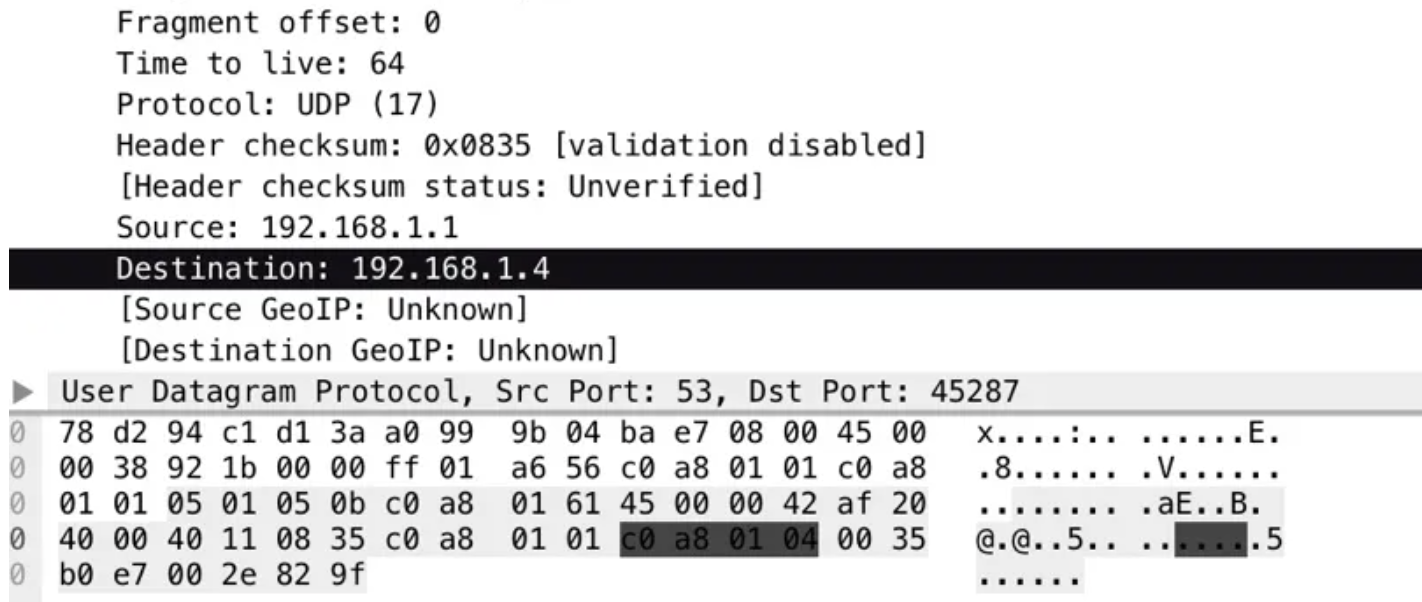 Fragment offset: 0
Time to live: 64
Protocol: UDP (17)
Header checksum: 0x0835 [validation disabled]
[Header checksum status: Unverified]
Source: 192.168.1.1
Destination: 192.168.1.4
[Source GeoIP: Unknown]
[Destination GeoIP: Unknown]
User Datagram Protocol, Src Port: 53, Dst Port: 45287
0 78 d2 94 c1 d1 3a a0 99 9b 04 ba e7 08 00 45 00 x....:.. ......E.
0 00 38 92 1b 00 00 ff 01 a6 56 c0 a8 01 01 c0 a8 .8...... .V......
0 01 01 05 01 05 0b c0 a8 01 61 45 00 00 42 af 20 ........ .aE..B.
0 40 00 40 11 08 35 c0 a8 01 01 c0 a8 01 04 00 35 @.@..5.. .......5
0 b0 e7 00 2e 82 9f ......